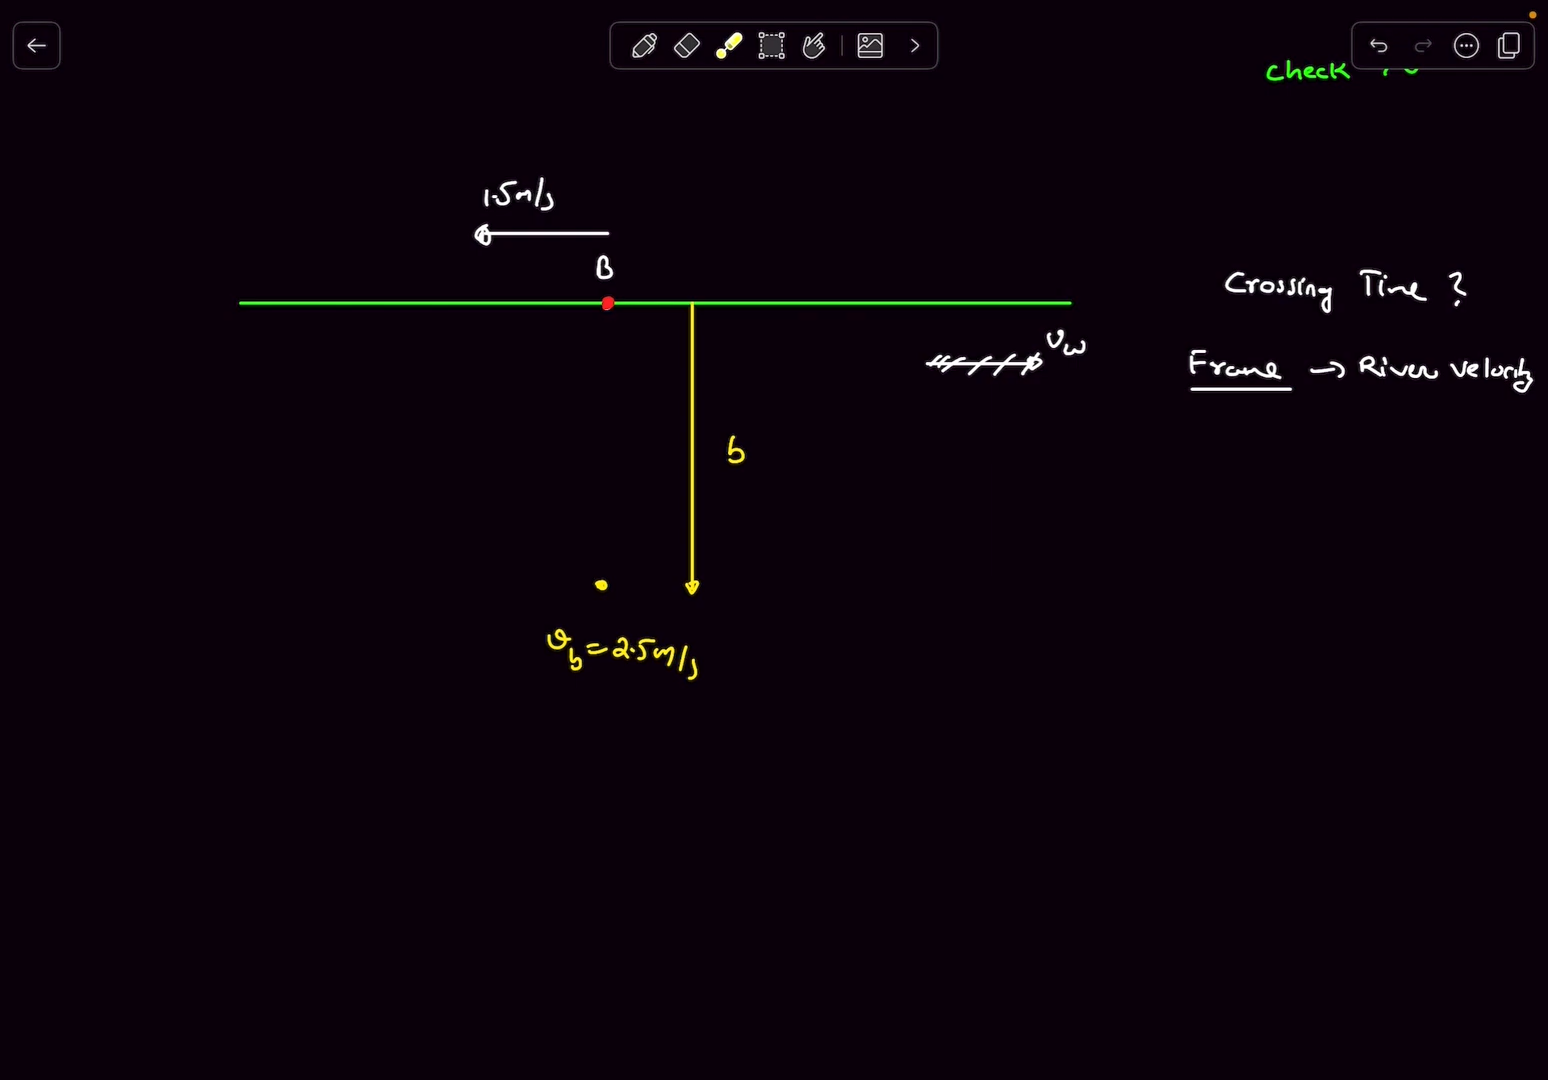 check
1.5m/s
B
Crossing Time ?
v_w
Frame → River velocity
b
v_b = 2.5m/s